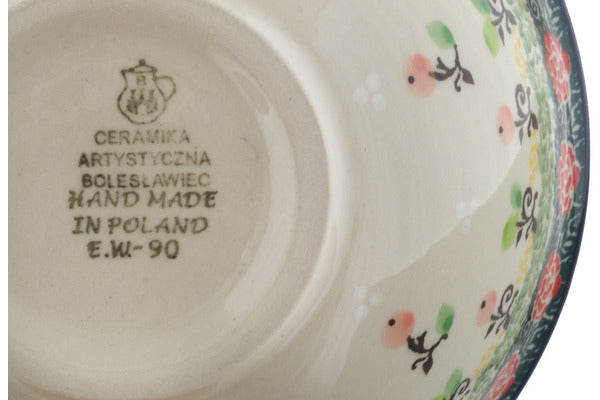 CERAMIKA
ARTYSTYCZNA
BOLESŁAWIEC
HAND MADE
IN POLAND
E.W-90